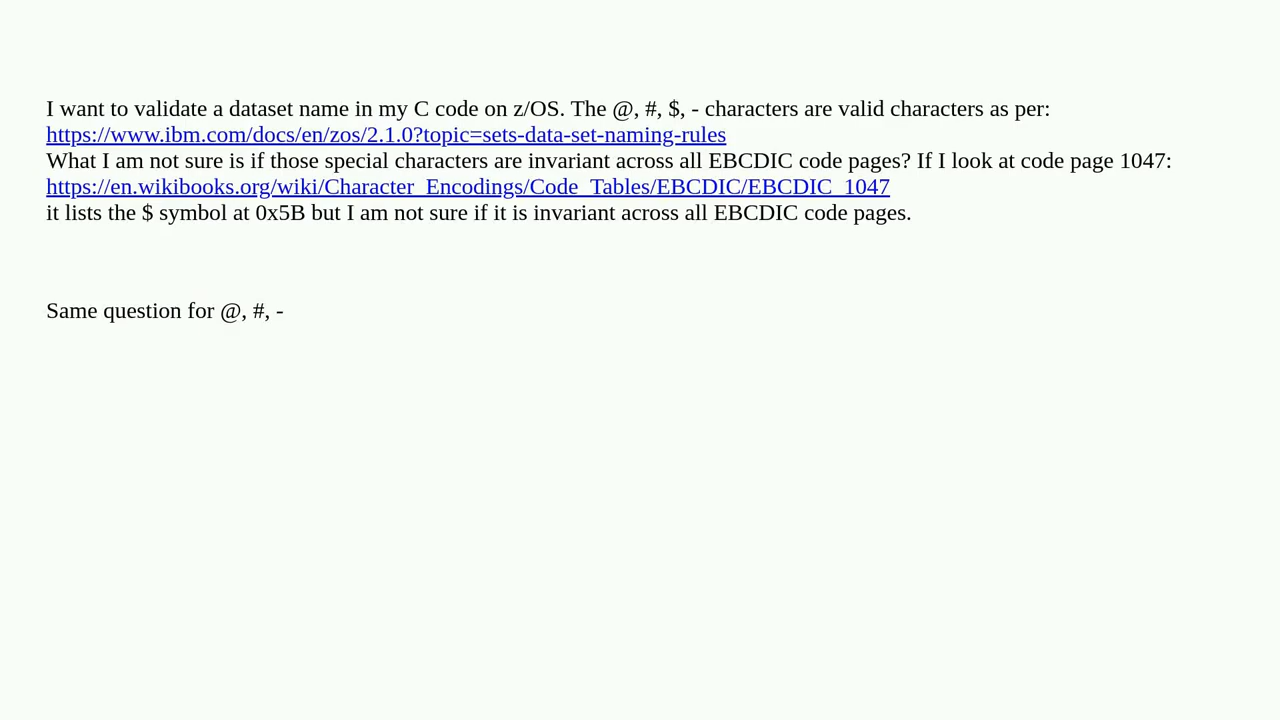 I want to validate a dataset name in my C code on z/OS. The @, #, $, - characters are valid characters as per:
https://www.ibm.com/docs/en/zos/2.1.0?topic=sets-data-set-naming-rules
What I am not sure is if those special characters are invariant across all EBCDIC code pages? If I look at code page 1047:
https://en.wikibooks.org/wiki/Character_Encodings/Code_Tables/EBCDIC/EBCDIC_1047
it lists the $ symbol at 0x5B but I am not sure if it is invariant across all EBCDIC code pages.
Same question for @, #, -